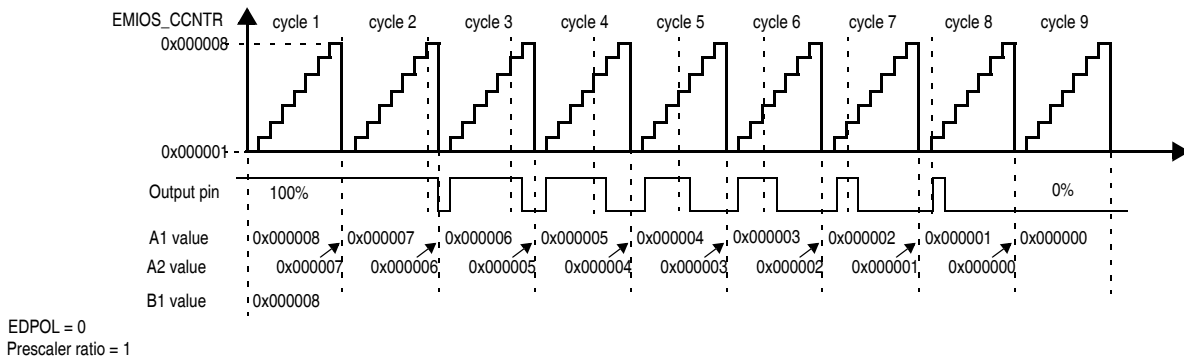 EMIOS_CCNTR cycle 1 cycle 2 cycle 3 cycle 4 cycle 5 cycle 6 cycle 7 cycle 8 cycle 9
0x000008
0x000001
Output pin 100% 0%
A1 value 0x000008 0x000007 0x000006 0x000005 0x000004 0x000003 0x000002 0x000001 0x000000
A2 value 0x000007 0x000006 0x000005 0x000004 0x000003 0x000002 0x000001 0x000000
B1 value 0x000008
EDPOL = 0
Prescaler ratio = 1